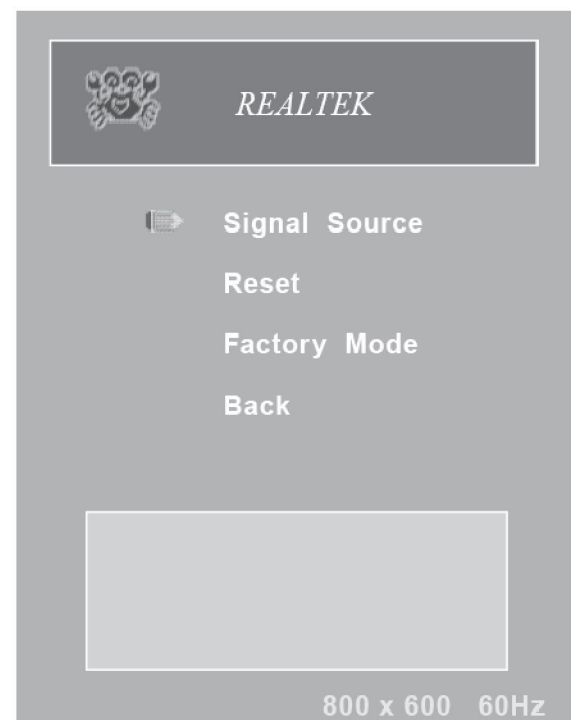 REALTEK
Signal Source
Reset
Factory Mode
Back
800 x 600 60Hz